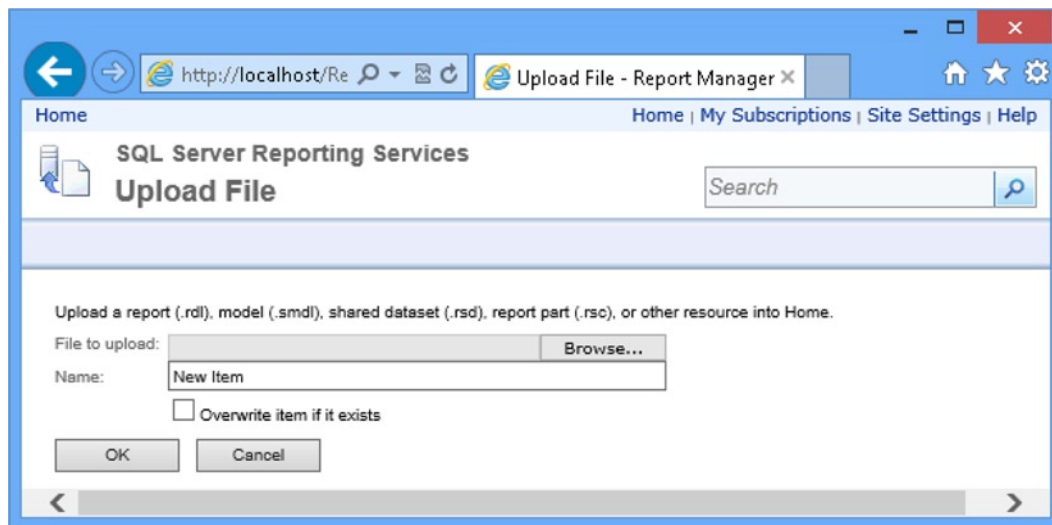 http://localhost/Re
Upload File - Report Manager
Home
Home | My Subscriptions | Site Settings | Help
SQL Server Reporting Services
Upload File
Search
Upload a report (.rdl), model (.smdl), shared dataset (.rsd), report part (.rsc), or other resource into Home.
File to upload: Browse...
Name: New Item
Overwrite item if it exists
OK Cancel